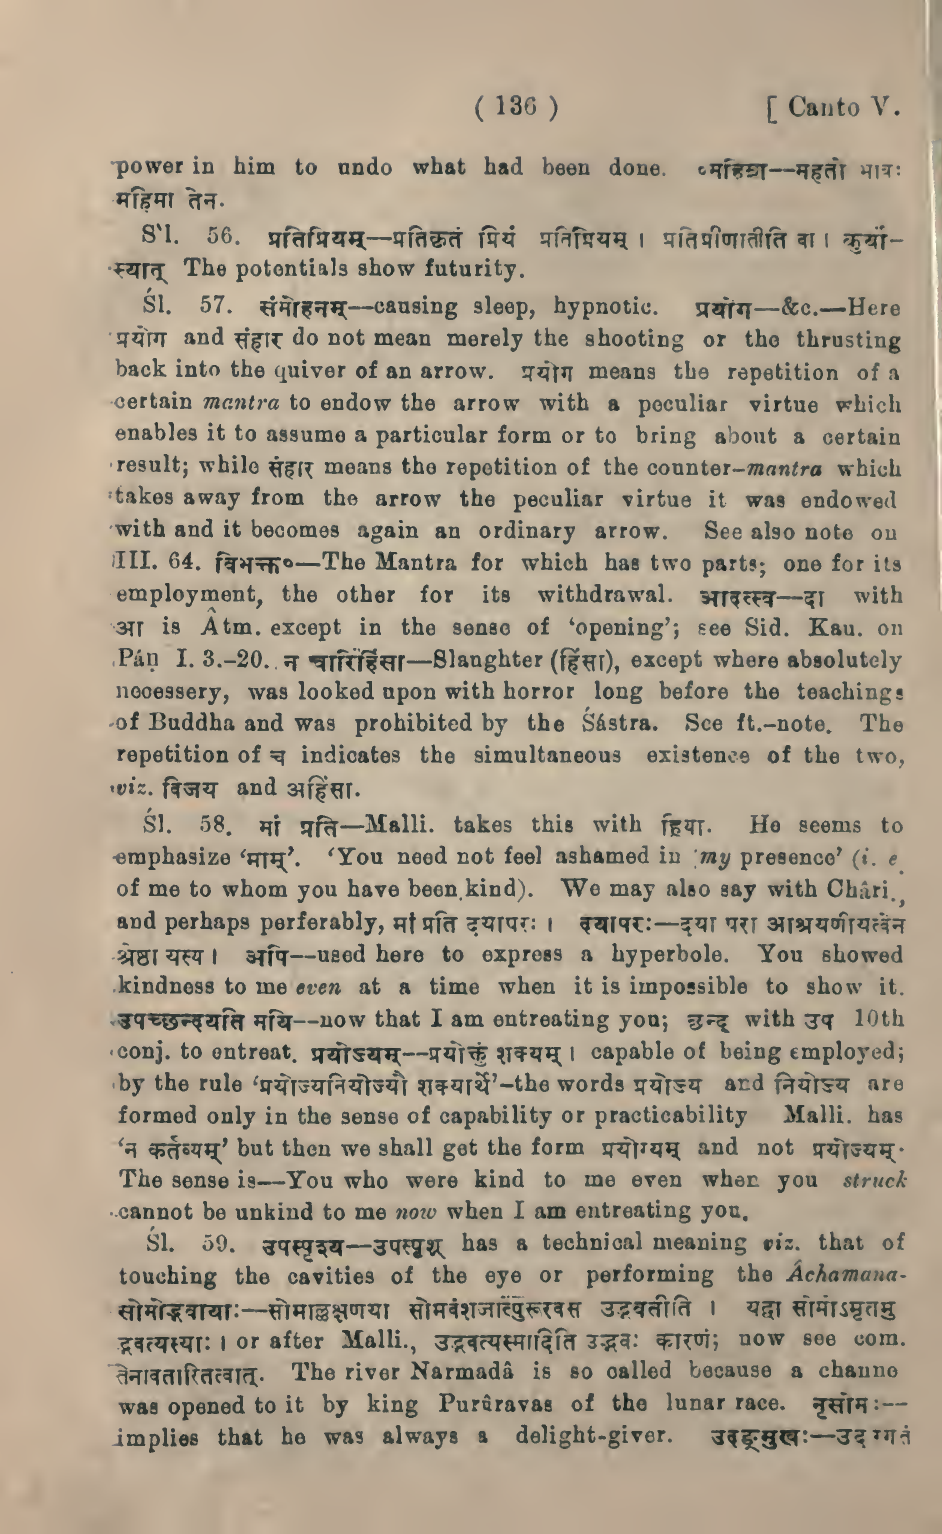 ( 136 ) [ Canto V.
power in him to undo what had been done. ०महिम्ना--महतो भावः
महिमा तेन.
S'l. 56. प्रतिप्रियम्—प्रतिकृतं प्रियं प्रतिप्रियम् । प्रतिप्रीणातीति वा । कुर्यां-
स्यात् The potentials show futurity.
Śl. 57. संमोहनम्—causing sleep, hypnotic. प्रयोग—&c.—Here
प्रयोग and संहार do not mean merely the shooting or the thrusting
back into the quiver of an arrow. प्रयोग means the repetition of a
certain mantra to endow the arrow with a peculiar virtue which
enables it to assume a particular form or to bring about a certain
result; while संहार means the repetition of the counter-mantra which
takes away from the arrow the peculiar virtue it was endowed
with and it becomes again an ordinary arrow. See also note on
III. 64. विभक्त०—The Mantra for which has two parts; one for its
employment, the other for its withdrawal. आदत्स्व—दा with
आ is Âtm. except in the sense of ‘opening’; see Sid. Kau. on
Páṇ I. 3.-20. न चारिहिंसा—Slaughter (हिंसा), except where absolutely
necessery, was looked upon with horror long before the teachings
of Buddha and was prohibited by the Śástra. See ft.-note. The
repetition of च indicates the simultaneous existence of the two,
viz. विजय and अहिंसा.
Śl. 58. मां प्रति—Malli. takes this with ह्रिया. He seems to
emphasize ‘माम्’. ‘You need not feel ashamed in my presence’ (i. e.
of me to whom you have been kind). We may also say with Châri.,
and perhaps perferably, मां प्रति दयापरः । दयापरः—दया परा आश्रयणीयत्वेन
श्रेष्ठा यस्य । अपि--used here to express a hyperbole. You showed
kindness to me even at a time when it is impossible to show it.
उपच्छन्दयति मयि--now that I am entreating you; छन्द् with उप 10th
conj. to entreat. प्रयोज्यम्--प्रयोक्तुं शक्यम् । capable of being employed;
by the rule ‘प्रयोज्यनियोज्यौ शक्यार्थे’-the words प्रयोज्य and नियोज्य are
formed only in the sense of capability or practicability Malli. has
‘न कर्तव्यम्’ but then we shall get the form प्रयोग्यम् and not प्रयोज्यम्.
The sense is—You who were kind to me even when you struck
cannot be unkind to me now when I am entreating you.
Śl. 59. उपस्पृश्य—उपस्पृश् has a technical meaning viz. that of
touching the cavities of the eye or performing the Áchamana-
सोमोद्भवायाः—सोमाल्लक्षणया सोमवंशजात्पुरूरवस उद्भवतीति । यद्वा सोमोऽमृतमु
द्भवत्यस्याः । or after Malli., उद्भवत्यस्मादिति उद्भवः कारणं; now see com.
तेनावतारितत्वात्. The river Narmadâ is so called because a channe
was opened to it by king Purûravas of the lunar race. नृसोमः--
implies that he was always a delight-giver. उदङ्मुखः—उद ग्गतं